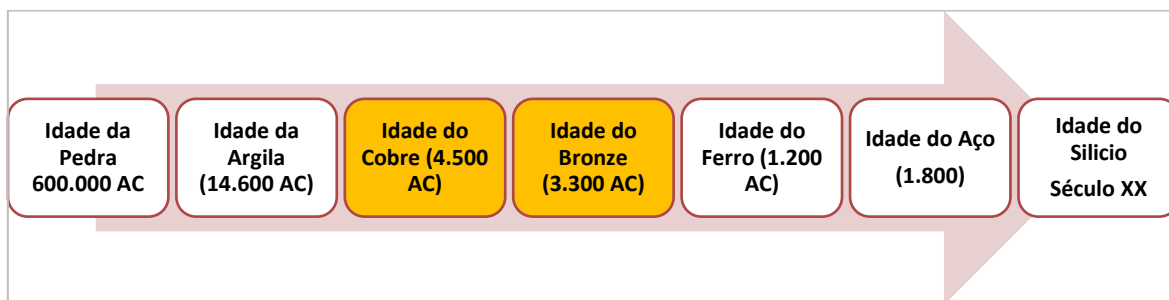 Idade da
Pedra
600.000 AC
Idade da
Argila
(14.600 AC)
Idade do
Cobre (4.500
AC)
Idade do
Bronze
(3.300 AC)
Idade do
Ferro (1.200
AC)
Idade do Aço
(1.800)
Idade do
Silicio
Século XX